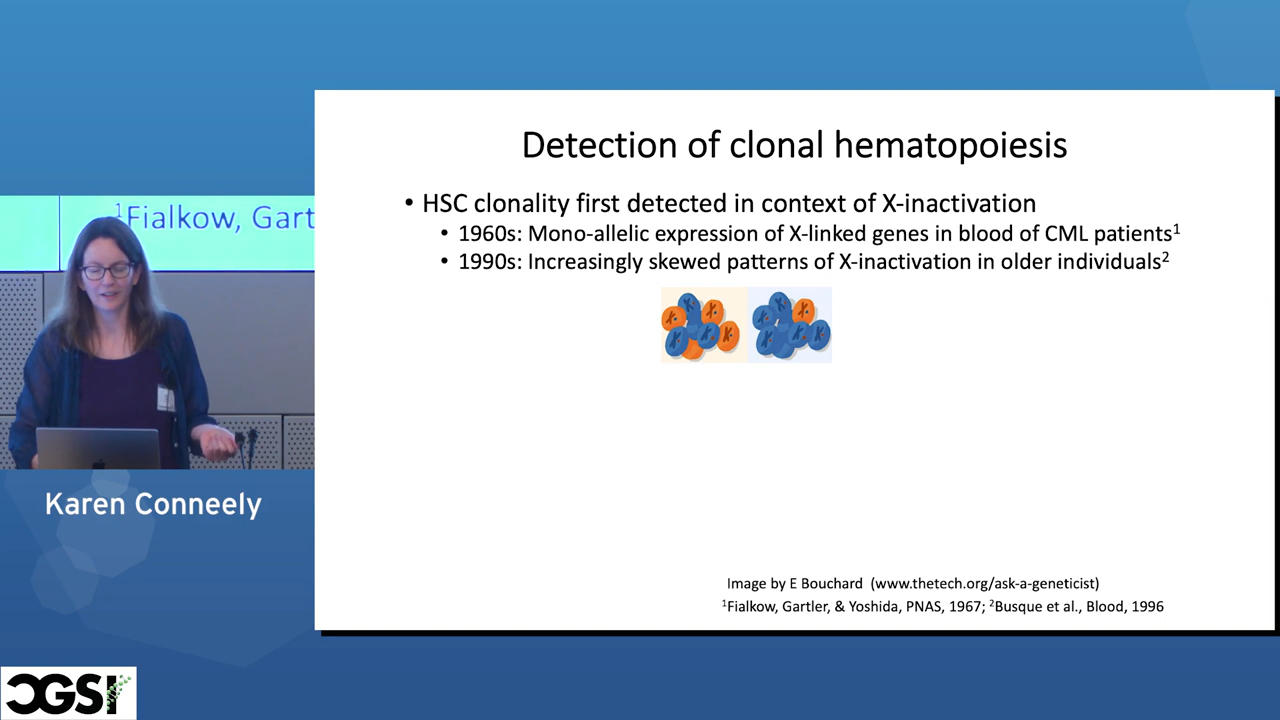 Detection of clonal hematopoiesis
• HSC clonality first detected in context of X-inactivation
• 1960s: Mono-allelic expression of X-linked genes in blood of CML patients¹
• 1990s: Increasingly skewed patterns of X-inactivation in older individuals²
¹Fialkow, Gart
Karen Conneely
Image by E Bouchard (www.thetech.org/ask-a-geneticist)
¹Fialkow, Gartler, & Yoshida, PNAS, 1967; ²Busque et al., Blood, 1996
CGSI